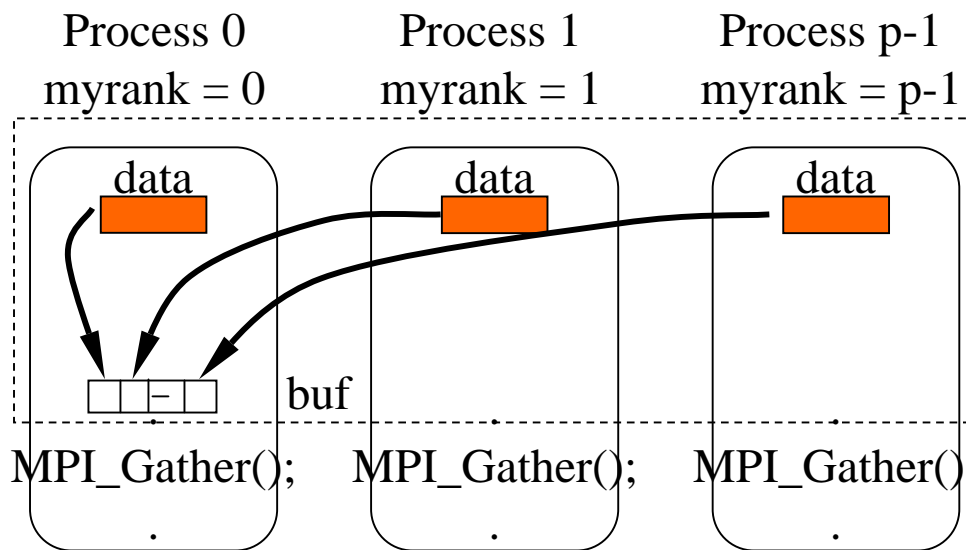 Process 0 Process 1 Process p-1
myrank = 0 myrank = 1 myrank = p-1
data data data
– buf
. . .
MPI_Gather(); MPI_Gather(); MPI_Gather()
. . .